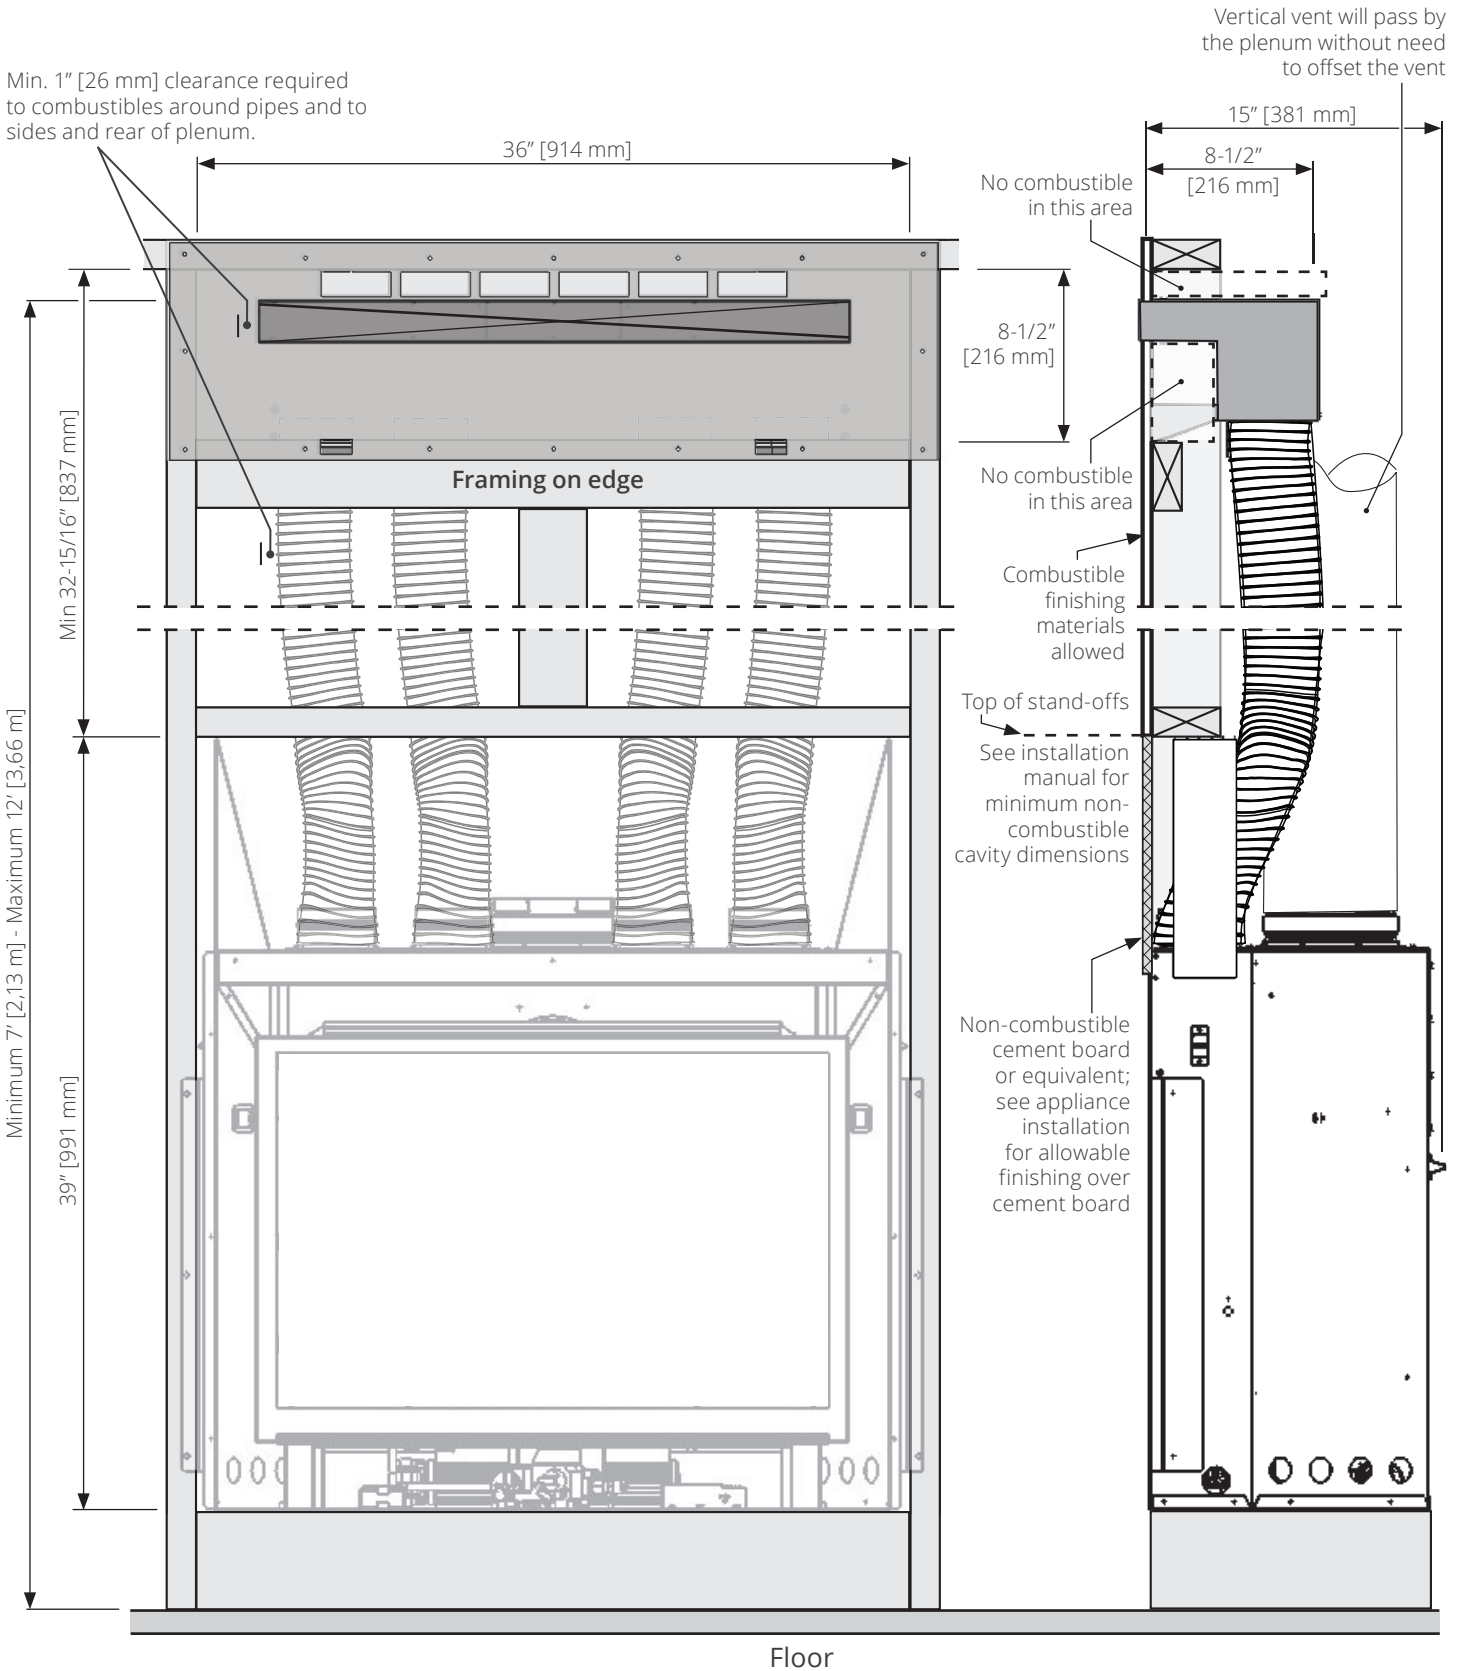 Vertical vent will pass by
the plenum without need
to offset the vent
Min. 1” [26 mm] clearance required
to combustibles around pipes and to
sides and rear of plenum.
15” [381 mm]
36” [914 mm]
8-1/2”
[216 mm]
No combustible
in this area
8-1/2”
[216 mm]
Min 32-15/16” [837 mm]
Framing on edge
No combustible
in this area
Combustible
finishing
materials
allowed
Top of stand-offs
See installation
manual for
minimum non-
combustible
cavity dimensions
Minimum 7’ [2,13 m] - Maximum 12’ [3,66 m]
39” [991 mm]
Non-combustible
cement board
or equivalent;
see appliance
installation
for allowable
finishing over
cement board
Floor